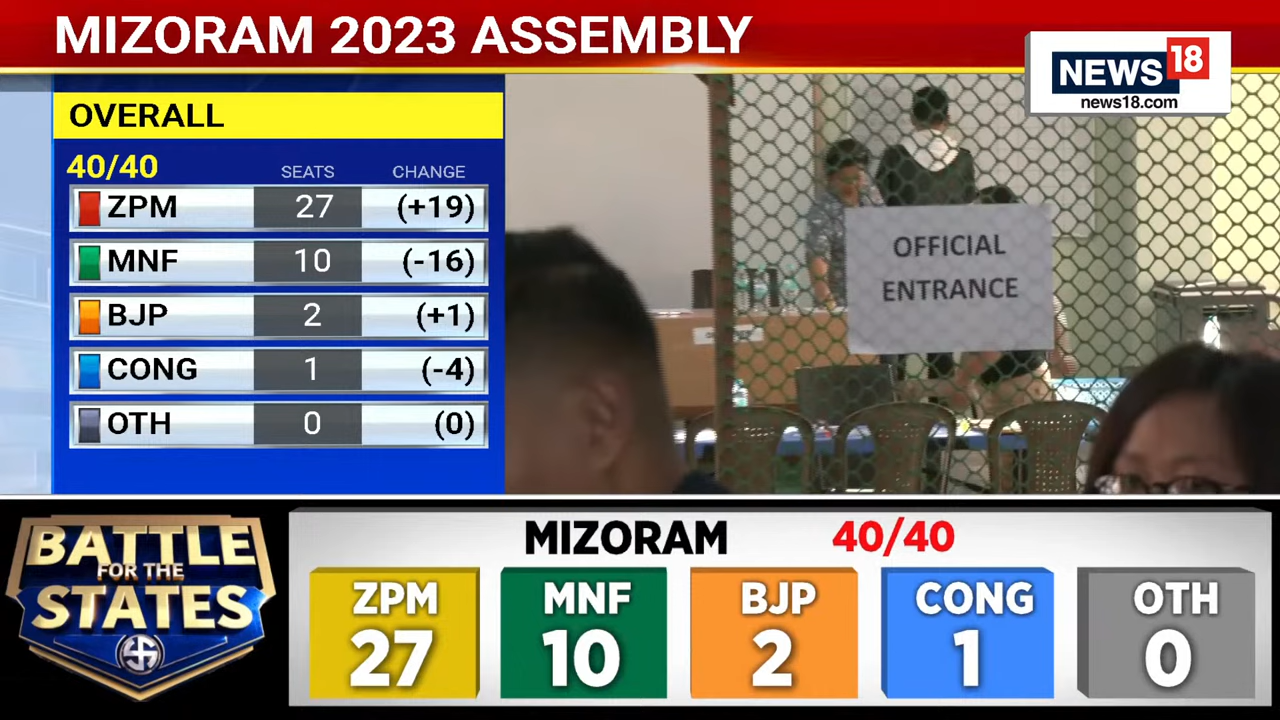 MIZORAM 2023 ASSEMBLY
NEWS 18
news18.com
OVERALL
40/40 SEATS CHANGE
ZPM 27 (+19)
MNF 10 (-16)
BJP 2 (+1)
CONG 1 (-4)
OTH 0 (0)
OFFICIAL
ENTRANCE
BATTLE
FOR THE
STATES
MIZORAM 40/40
ZPM MNF BJP CONG OTH
27 10 2 1 0